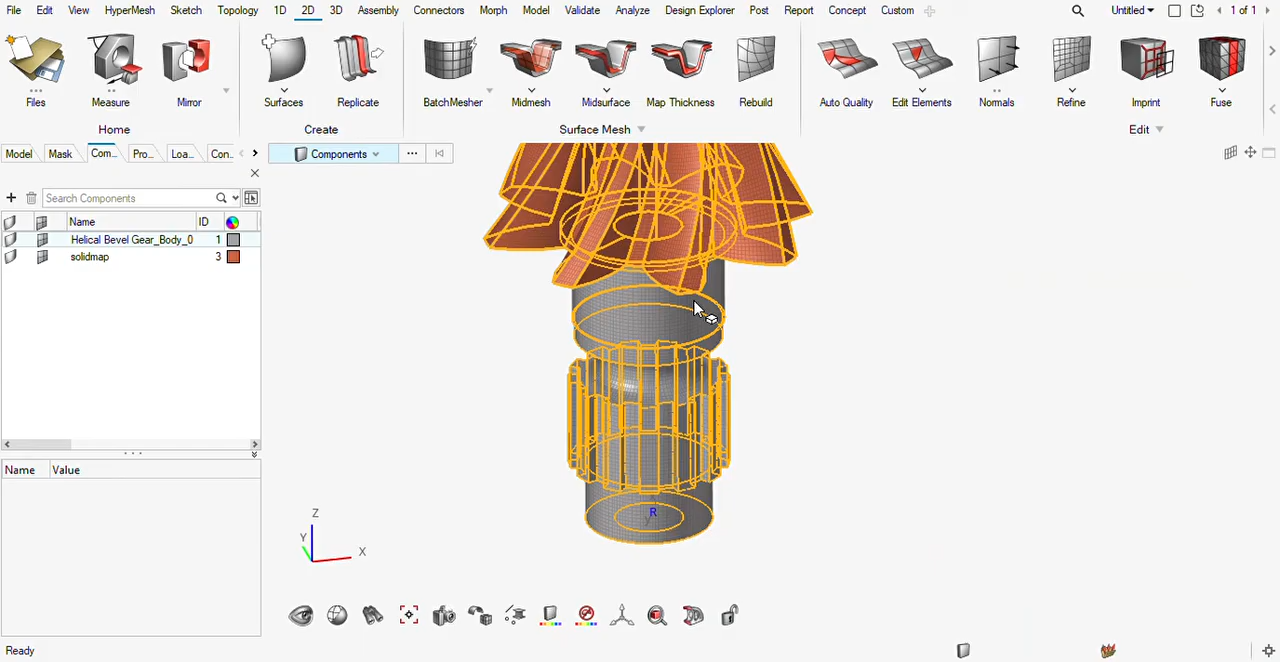 File Edit View HyperMesh Sketch Topology 1D 2D 3D Assembly Connectors Morph Model Validate Analyze Design Explorer Post Report Concept Custom Untitled 1 of 1
Files Measure Mirror Surfaces Replicate BatchMesher Midmesh Midsurface Map Thickness Rebuild Auto Quality Edit Elements Normals Refine Imprint Fuse
Home Create Surface Mesh Edit
Model Mask Com... Pro... Loa... Con... Components
Search Components
Name ID
Helical Bevel Gear_Body_0 1
solidmap 3
Name Value
R
Z
Y X
Ready